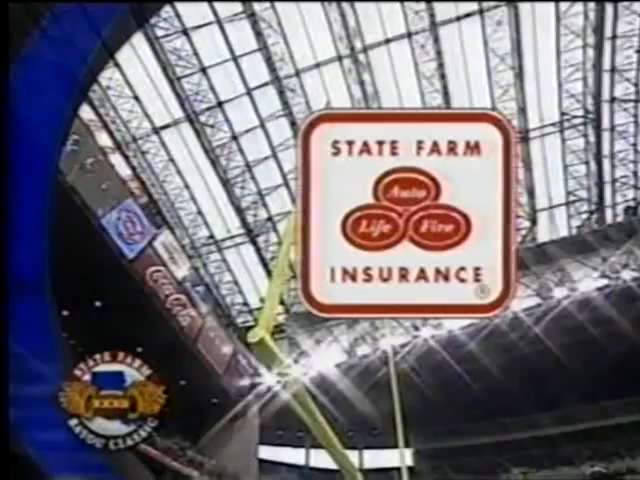 STATE FARM
Auto
Life Fire
INSURANCE
®
Coca-Cola
STATE FARM
BAYOU CLASSIC